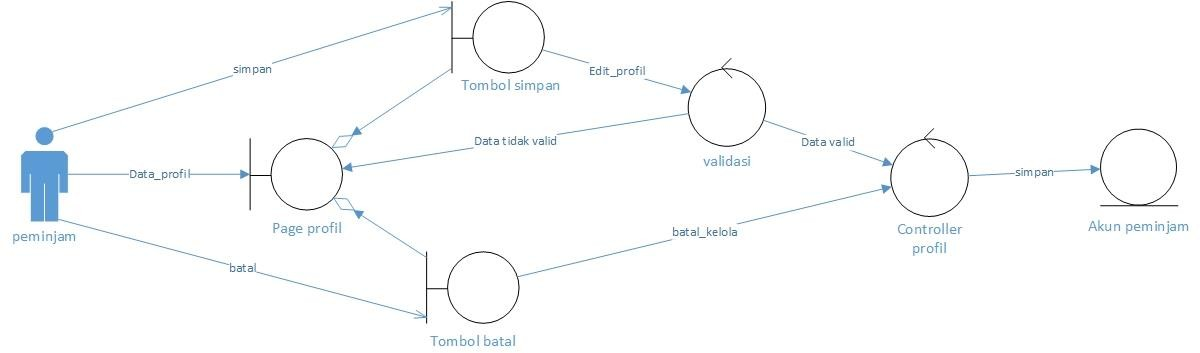 simpan
Tombol simpan
Edit_profil
validasi
Data tidak valid
Data valid
Data_profil
peminjam
Page profil
simpan
Controller
profil
Akun peminjam
batal_kelola
batal
Tombol batal